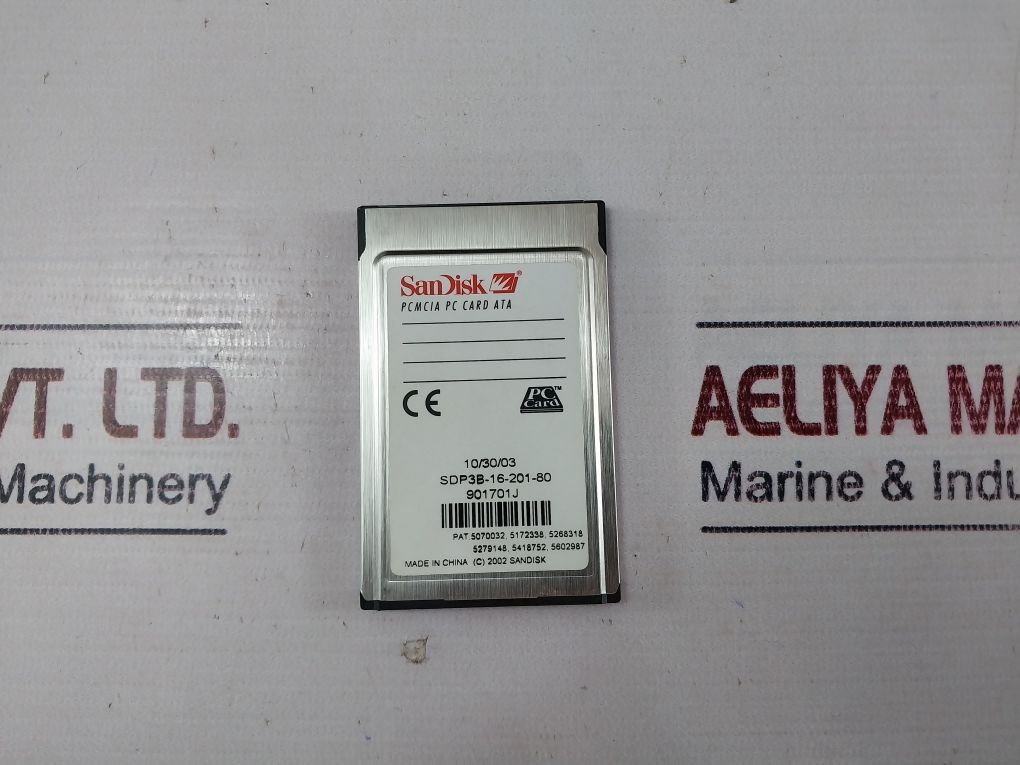 SanDisk
PCMCIA PC CARD ATA
CE
PC Card™
10/30/03
SDP3B-16-201-80
901701J
PAT.5070032, 5172338, 5268318
5279148, 5418752, 5602987
MADE IN CHINA (C) 2002 SANDISK
VT. LTD.
Machinery
AELIYA MA
Marine & Indu